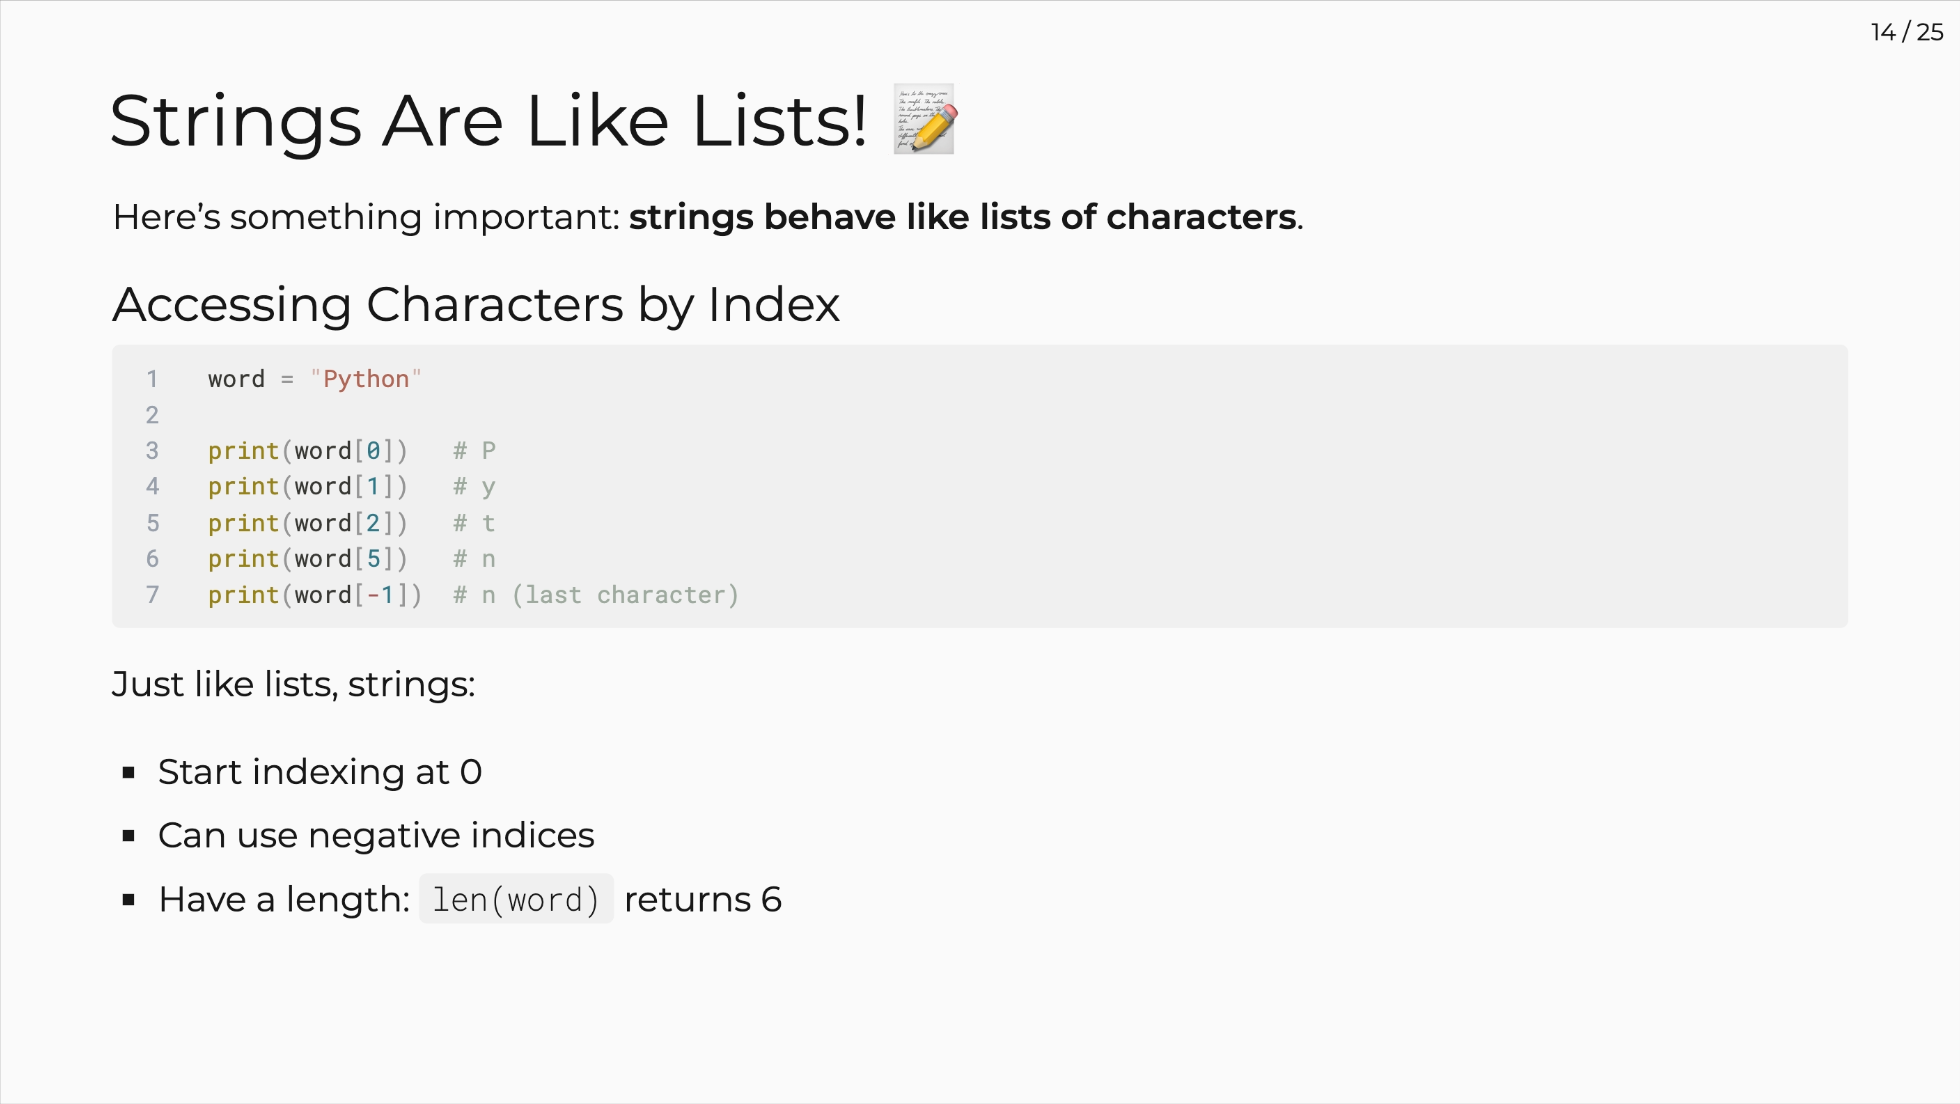 14 / 25
Strings Are Like Lists!
Here’s something important: strings behave like lists of characters.
Accessing Characters by Index
1 word = "Python"
2
3 print(word[0]) # P
4 print(word[1]) # y
5 print(word[2]) # t
6 print(word[5]) # n
7 print(word[-1]) # n (last character)
Just like lists, strings:
▪ Start indexing at 0
▪ Can use negative indices
▪ Have a length: len(word) returns 6